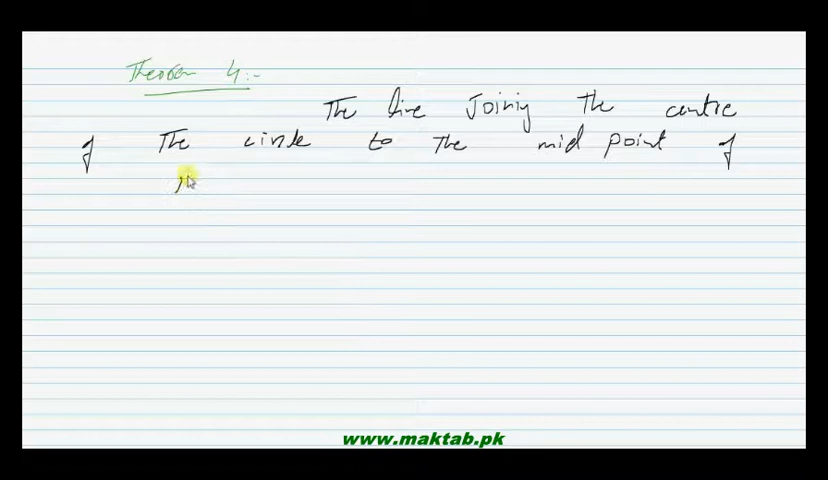 Theorem 4:-
The line Joining the centre
of The circle to the mid point of
www.maktab.pk